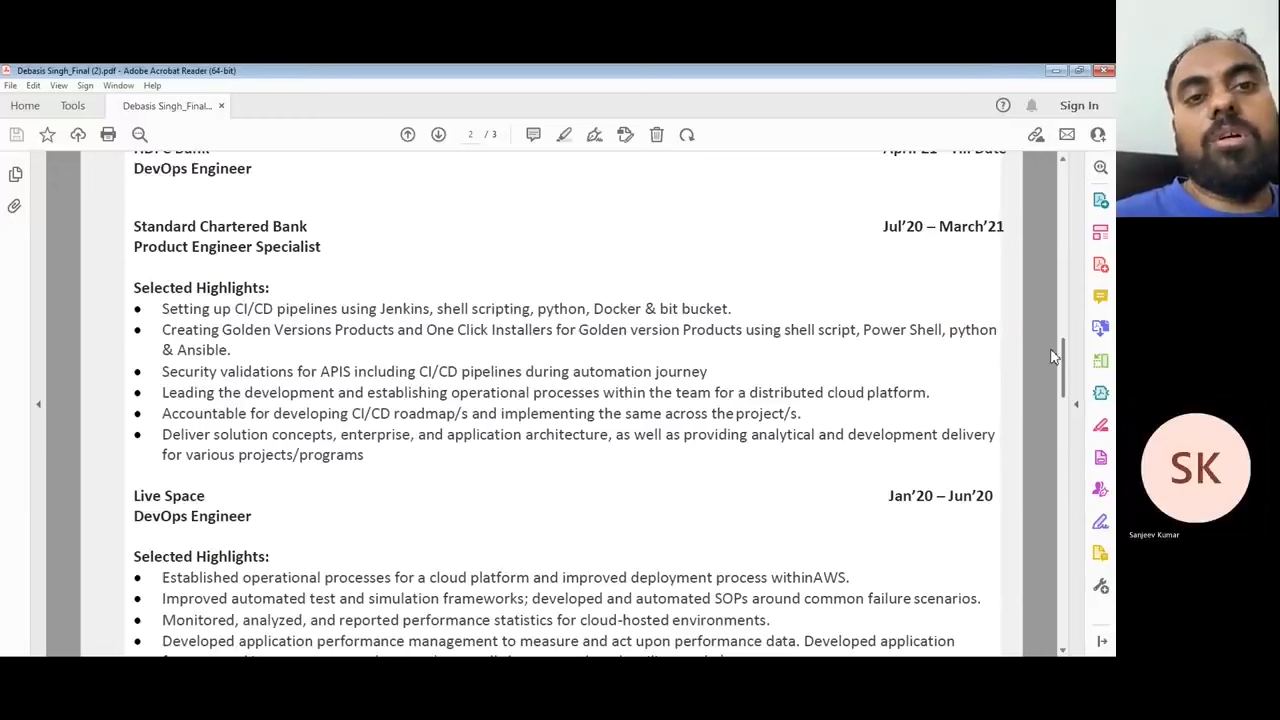 Debasis Singh_Final (2).pdf - Adobe Acrobat Reader (64-bit)
File Edit View Sign Window Help
Home Tools Debasis Singh_Final... × Sign In
2 / 3
HDFC Bank April'21 – Till Date
DevOps Engineer
Standard Chartered Bank Jul'20 – March'21
Product Engineer Specialist
Selected Highlights:
• Setting up CI/CD pipelines using Jenkins, shell scripting, python, Docker & bit bucket.
• Creating Golden Versions Products and One Click Installers for Golden version Products using shell script, Power Shell, python
& Ansible.
• Security validations for APIS including CI/CD pipelines during automation journey
• Leading the development and establishing operational processes within the team for a distributed cloud platform.
• Accountable for developing CI/CD roadmap/s and implementing the same across the project/s.
• Deliver solution concepts, enterprise, and application architecture, as well as providing analytical and development delivery
for various projects/programs
Live Space Jan'20 – Jun'20
DevOps Engineer
Selected Highlights:
• Established operational processes for a cloud platform and improved deployment process withinAWS.
• Improved automated test and simulation frameworks; developed and automated SOPs around common failure scenarios.
• Monitored, analyzed, and reported performance statistics for cloud-hosted environments.
• Developed application performance management to measure and act upon performance data. Developed application
SK
Sanjeev Kumar